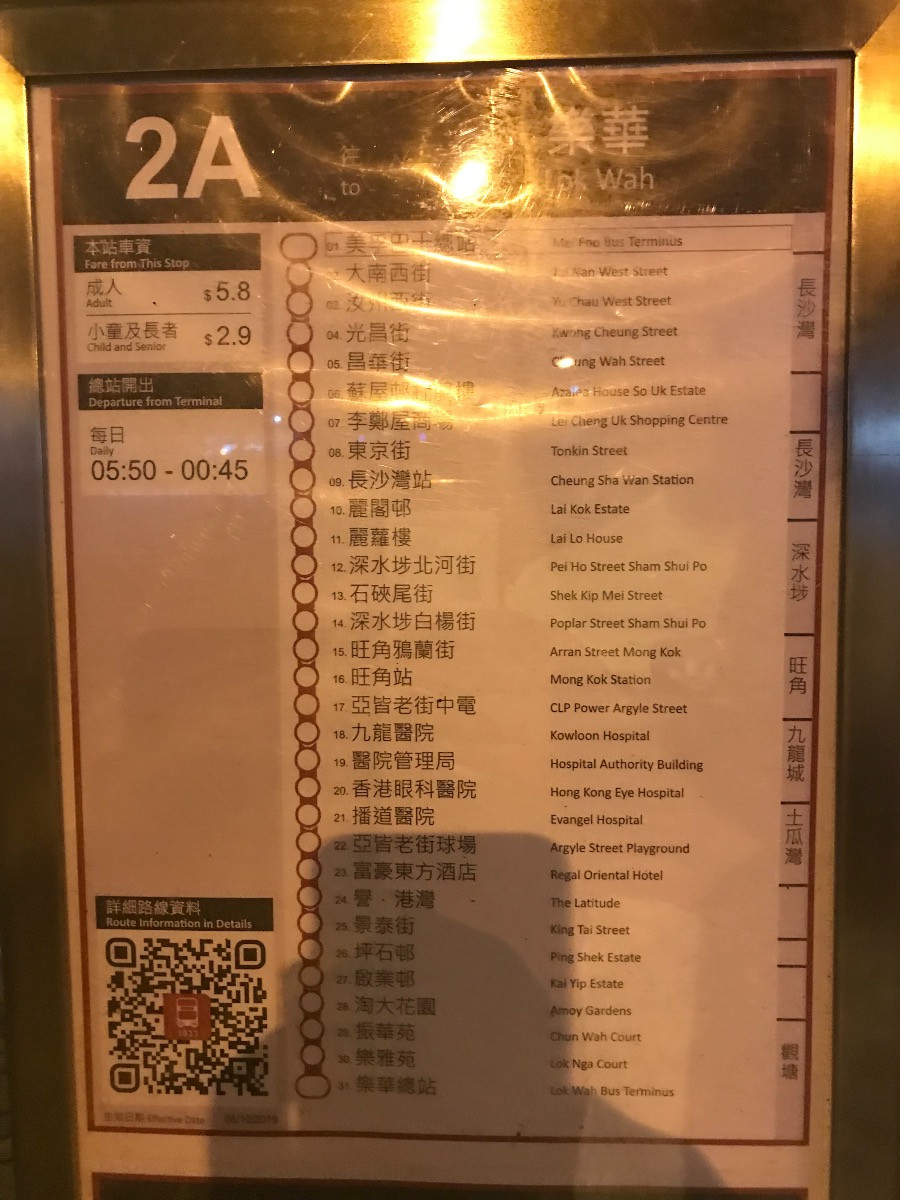 2A
往
to
樂華
Lok Wah
本站車資
Fare from This Stop
成人
Adult
$5.8
小童及長者
Child and Senior
$2.9
總站開出
Departure from Terminal
每日
Daily
05:50 - 00:45
01. 美孚巴士總站 Mei Foo Bus Terminus
大南西街 Tai Nan West Street
03. 汝州西街 Yu Chau West Street
04. 光昌街 Kwong Cheung Street
05. 昌華街 Cheung Wah Street
06. 蘇屋邨杜鵑樓 Azalea House So Uk Estate
07. 李鄭屋商場 Lei Cheng Uk Shopping Centre
08. 東京街 Tonkin Street
09. 長沙灣站 Cheung Sha Wan Station
10. 麗閣邨 Lai Kok Estate
11. 麗蘿樓 Lai Lo House
12. 深水埗北河街 Pei Ho Street Sham Shui Po
13. 石硤尾街 Shek Kip Mei Street
14. 深水埗白楊街 Poplar Street Sham Shui Po
15. 旺角鴉蘭街 Arran Street Mong Kok
16. 旺角站 Mong Kok Station
17. 亞皆老街中電 CLP Power Argyle Street
18. 九龍醫院 Kowloon Hospital
19. 醫院管理局 Hospital Authority Building
20. 香港眼科醫院 Hong Kong Eye Hospital
21. 播道醫院 Evangel Hospital
22. 亞皆老街球場 Argyle Street Playground
23. 富豪東方酒店 Regal Oriental Hotel
24. 譽．港灣 The Latitude
25. 景泰街 King Tai Street
26. 坪石邨 Ping Shek Estate
27. 啟業邨 Kai Yip Estate
28. 淘大花園 Amoy Gardens
29. 振華苑 Chun Wah Court
30. 樂雅苑 Lok Nga Court
31. 樂華總站 Lok Wah Bus Terminus
長沙灣
長沙灣
深水埗
旺角
九龍城
土瓜灣
觀塘
詳細路線資料
Route Information in Details
1933
生效日期 Effective Date